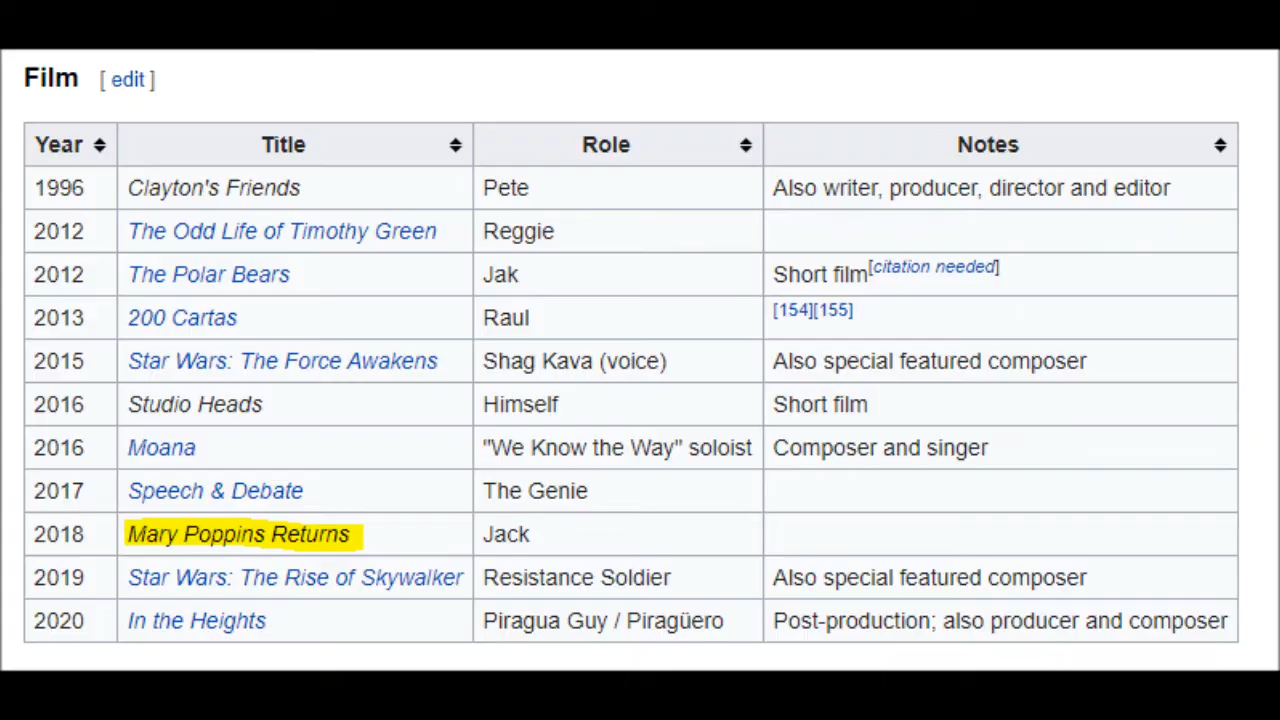 Film [ edit ]
Year Title Role Notes
1996 Clayton's Friends Pete Also writer, producer, director and editor
2012 The Odd Life of Timothy Green Reggie
2012 The Polar Bears Jak Short film[citation needed]
2013 200 Cartas Raul [154][155]
2015 Star Wars: The Force Awakens Shag Kava (voice) Also special featured composer
2016 Studio Heads Himself Short film
2016 Moana "We Know the Way" soloist Composer and singer
2017 Speech & Debate The Genie
2018 Mary Poppins Returns Jack
2019 Star Wars: The Rise of Skywalker Resistance Soldier Also special featured composer
2020 In the Heights Piragua Guy / Piragüero Post-production; also producer and composer